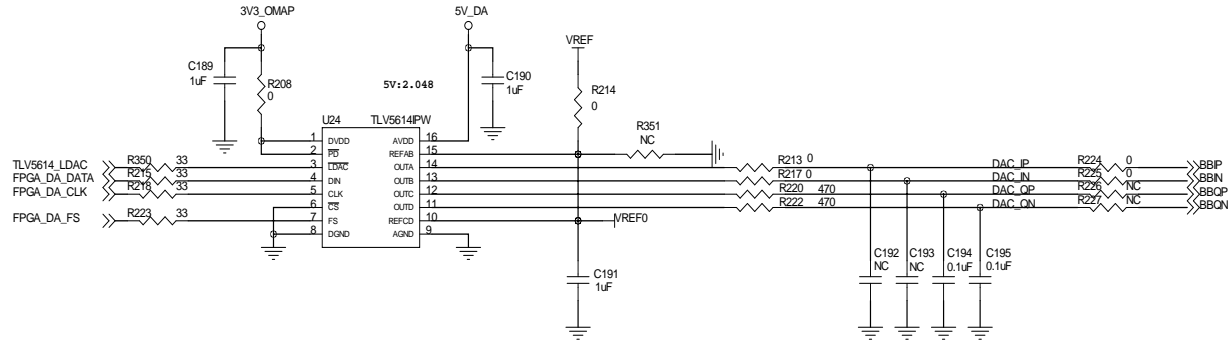 3V3_OMAP
5V_DA
VREF
C189
1uF
R208
0
5V:2.048
C190
1uF
R214
0
U24
TLV5614IPW
R351
NC
1 DVDD
AVDD 16
2 PD
REFAB 15
TLV5614_LDAC
R350 33
3 LDAC
OUTA 14
R213 0
DAC_IP
R224 0
BBIP
FPGA_DA_DATA
R215 33
4 DIN
OUTB 13
R217 0
DAC_IN
R225 0
BBIN
FPGA_DA_CLK
R218 33
5 CLK
OUTC 12
R220 470
DAC_QP
R226 NC
BBQP
6 CS
OUTD 11
R222 470
DAC_QN
R227 NC
BBQN
FPGA_DA_FS
R223 33
7 FS
REFCD 10
VREF0
8 DGND
AGND 9
C191
1uF
C192
NC
C193
NC
C194
0.1uF
C195
0.1uF